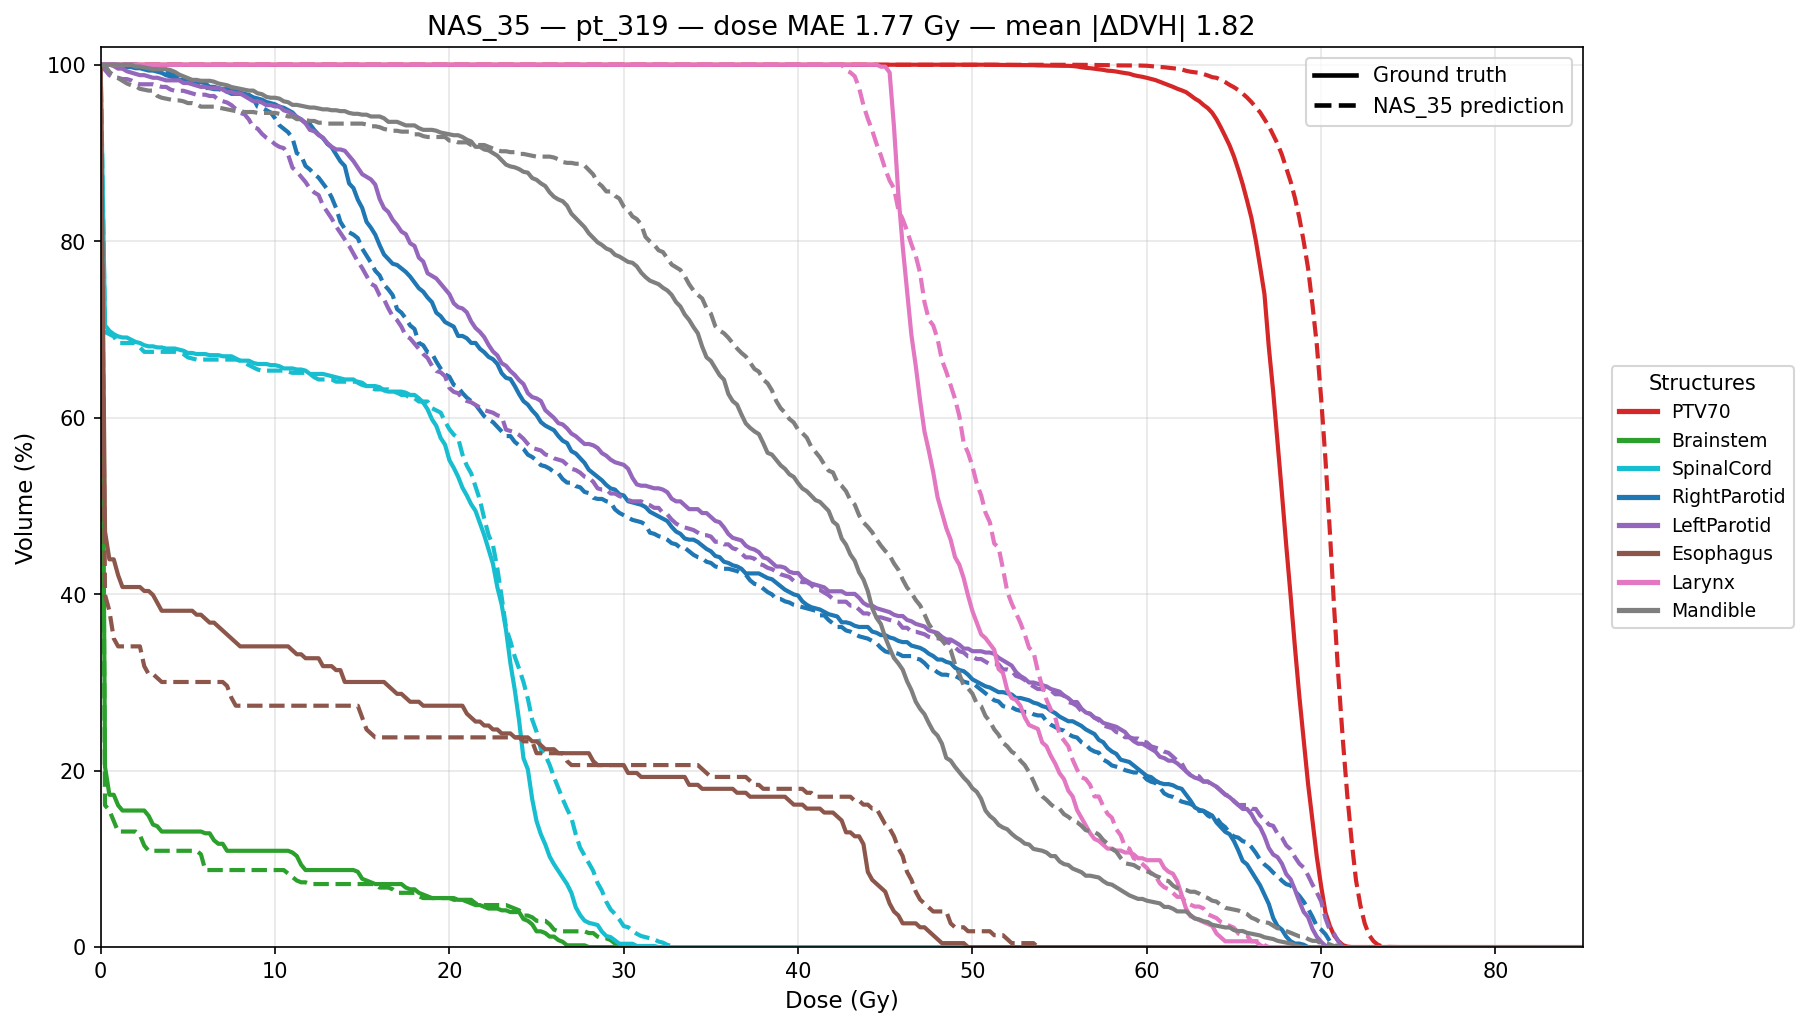 NAS_35 — pt_319 — dose MAE 1.77 Gy — mean |ΔDVH| 1.82
Ground truth
NAS_35 prediction
Structures
PTV70
Brainstem
SpinalCord
RightParotid
LeftParotid
Esophagus
Larynx
Mandible
Volume (%)
100
80
60
40
20
0
0 10 20 30 40 50 60 70 80
Dose (Gy)